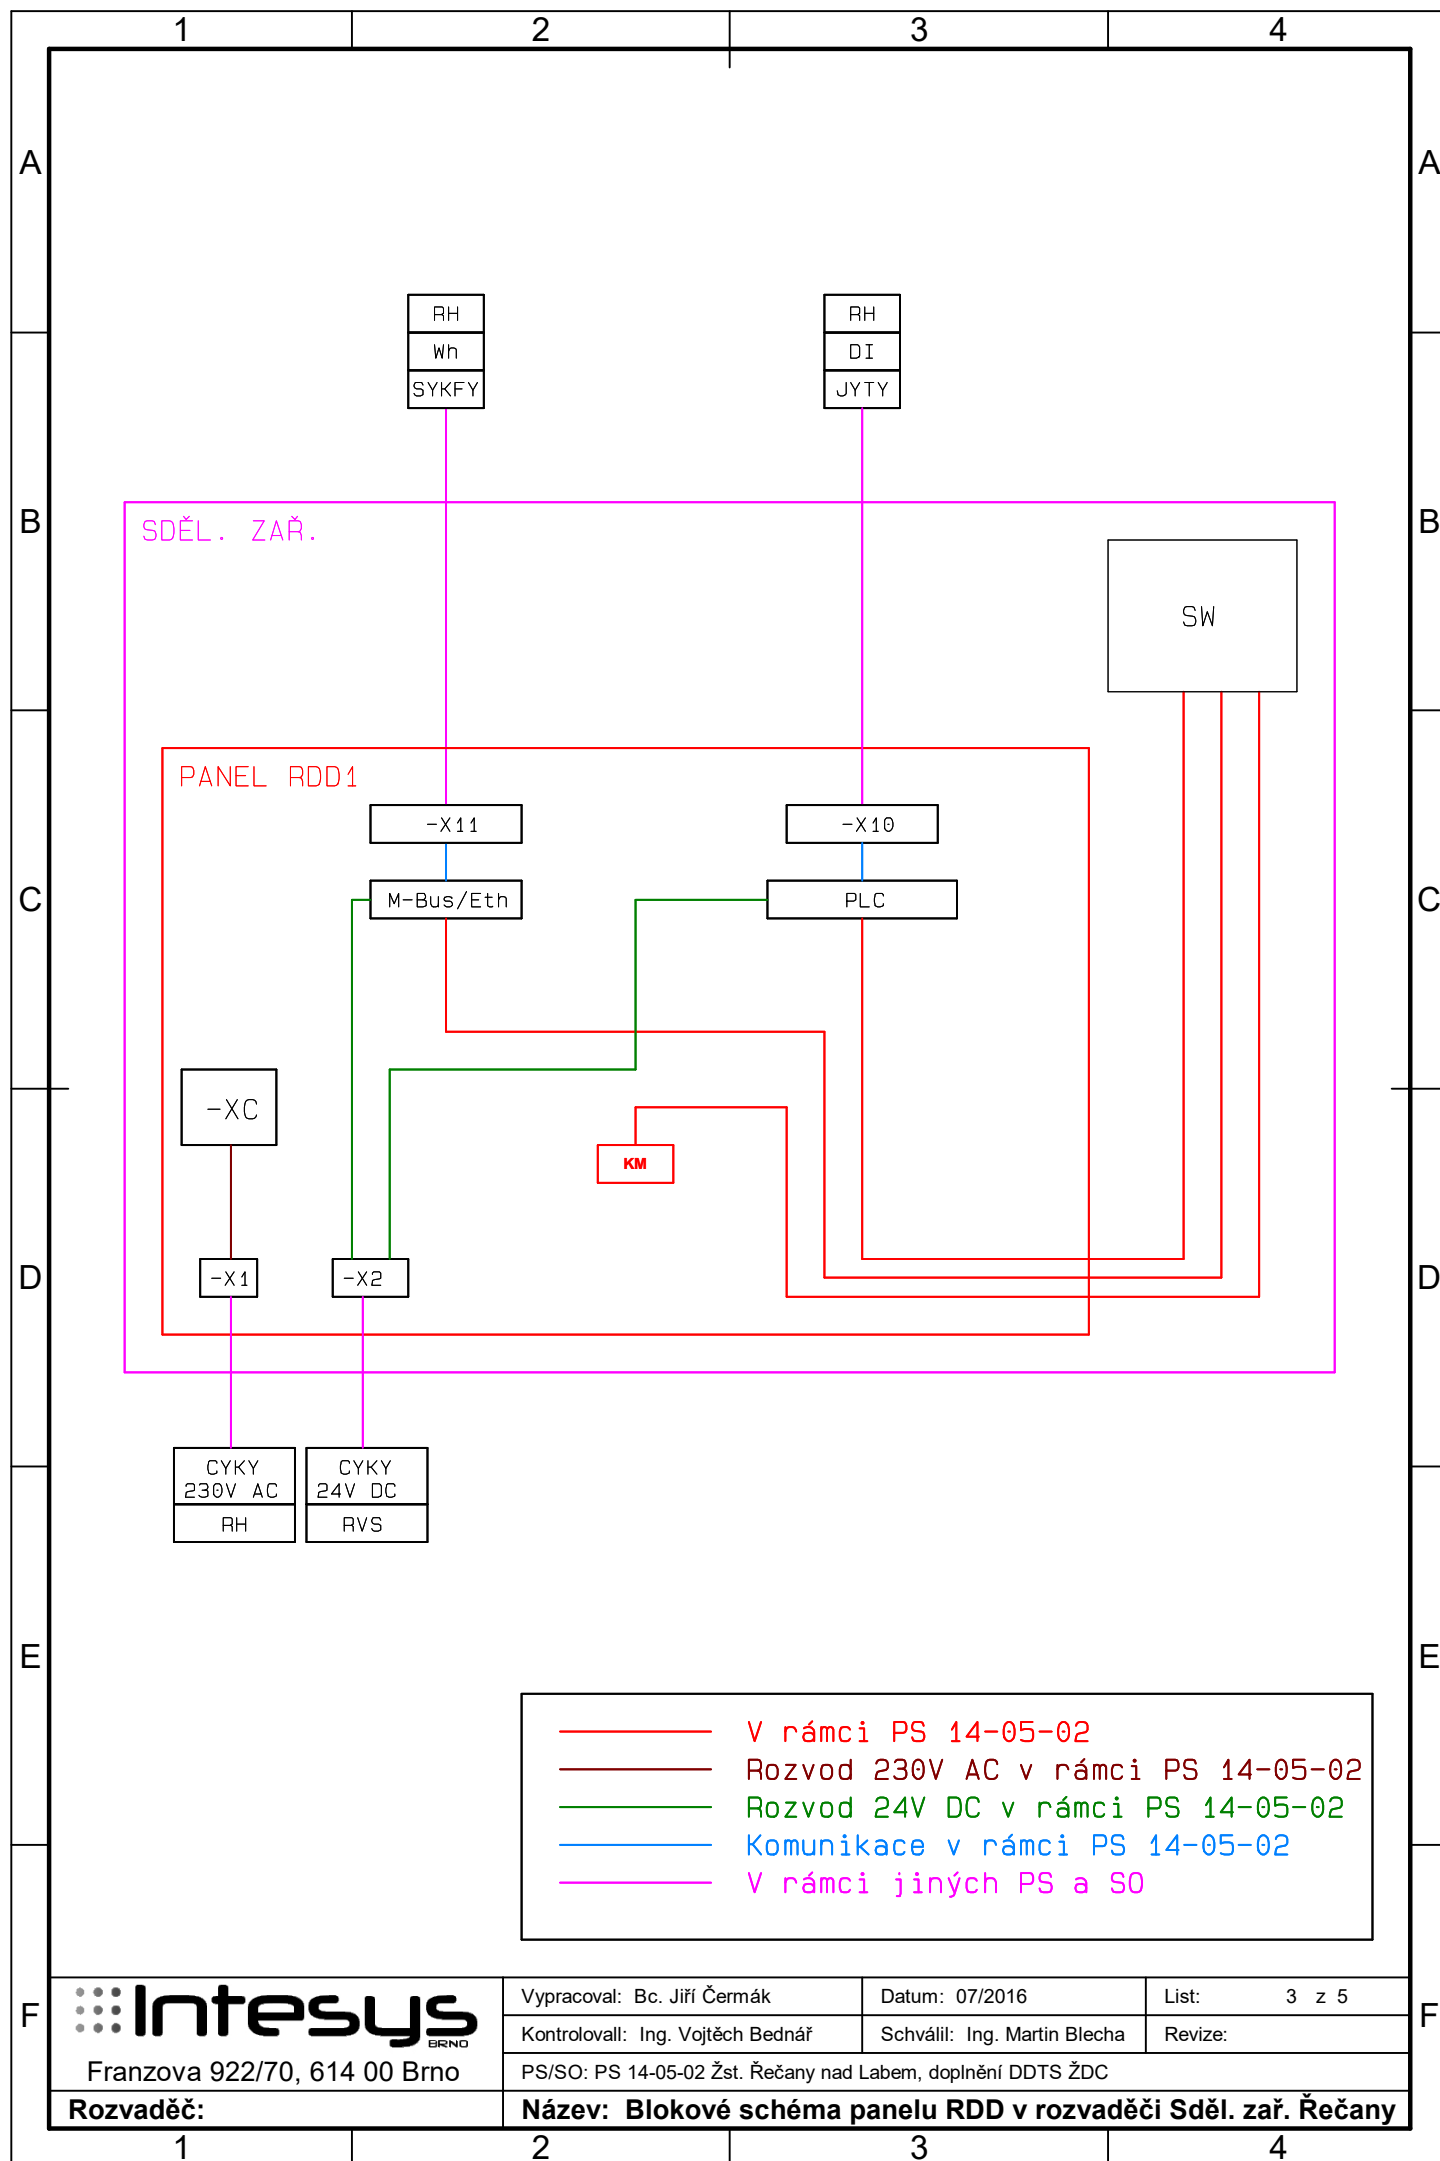 1 2 3 4
A A
RH RH
Wh DI
SYKFY JYTY
B B
SDĚL. ZAŘ.
SW
PANEL RDD1
-X11 -X10
C C
M-Bus/Eth PLC
-XC
KM
D D
-X1 -X2
CYKY CYKY
230V AC 24V DC
RH RVS
E E
V rámci PS 14-05-02
Rozvod 230V AC v rámci PS 14-05-02
Rozvod 24V DC v rámci PS 14-05-02
Komunikace v rámci PS 14-05-02
V rámci jiných PS a SO
F F
Intesys
BRNO
Franzova 922/70, 614 00 Brno
Vypracoval: Bc. Jiří Čermák Datum: 07/2016 List: 3 z 5
Kontrolovall: Ing. Vojtěch Bednář Schválil: Ing. Martin Blecha Revize:
PS/SO: PS 14-05-02 Žst. Řečany nad Labem, doplnění DDTS ŽDC
Rozvaděč: Název: Blokové schéma panelu RDD v rozvaděči Sděl. zař. Řečany
1 2 3 4